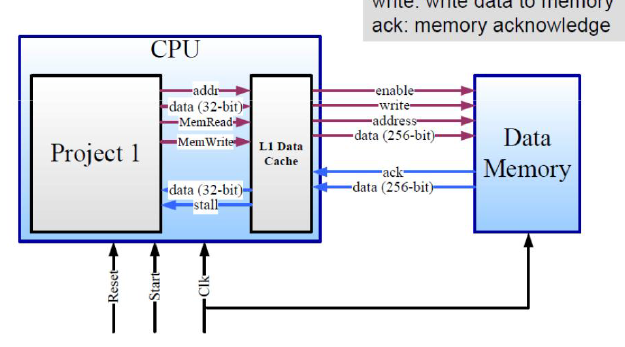 write: write data to memory
ack: memory acknowledge
CPU
addr
data (32-bit)
MemRead
MemWrite
Project 1
L1 Data
Cache
data (32-bit)
stall
enable
write
address
data (256-bit)
ack
data (256-bit)
Data
Memory
Reset
Start
Clk